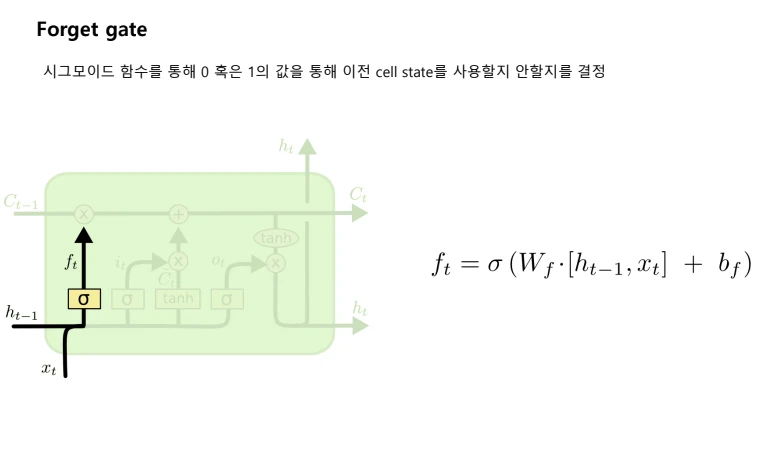 Forget gate
시그모이드 함수를 통해 0 혹은 1의 값을 통해 이전 cell state를 사용할지 안할지를 결정
h_t
C_{t-1}
C_t
x
+
tanh
f_t
i_t
C̃_t
o_t
x
x
σ
σ
tanh
σ
h_{t-1}
h_t
x_t
f_t = σ (W_f · [h_{t-1}, x_t] + b_f)